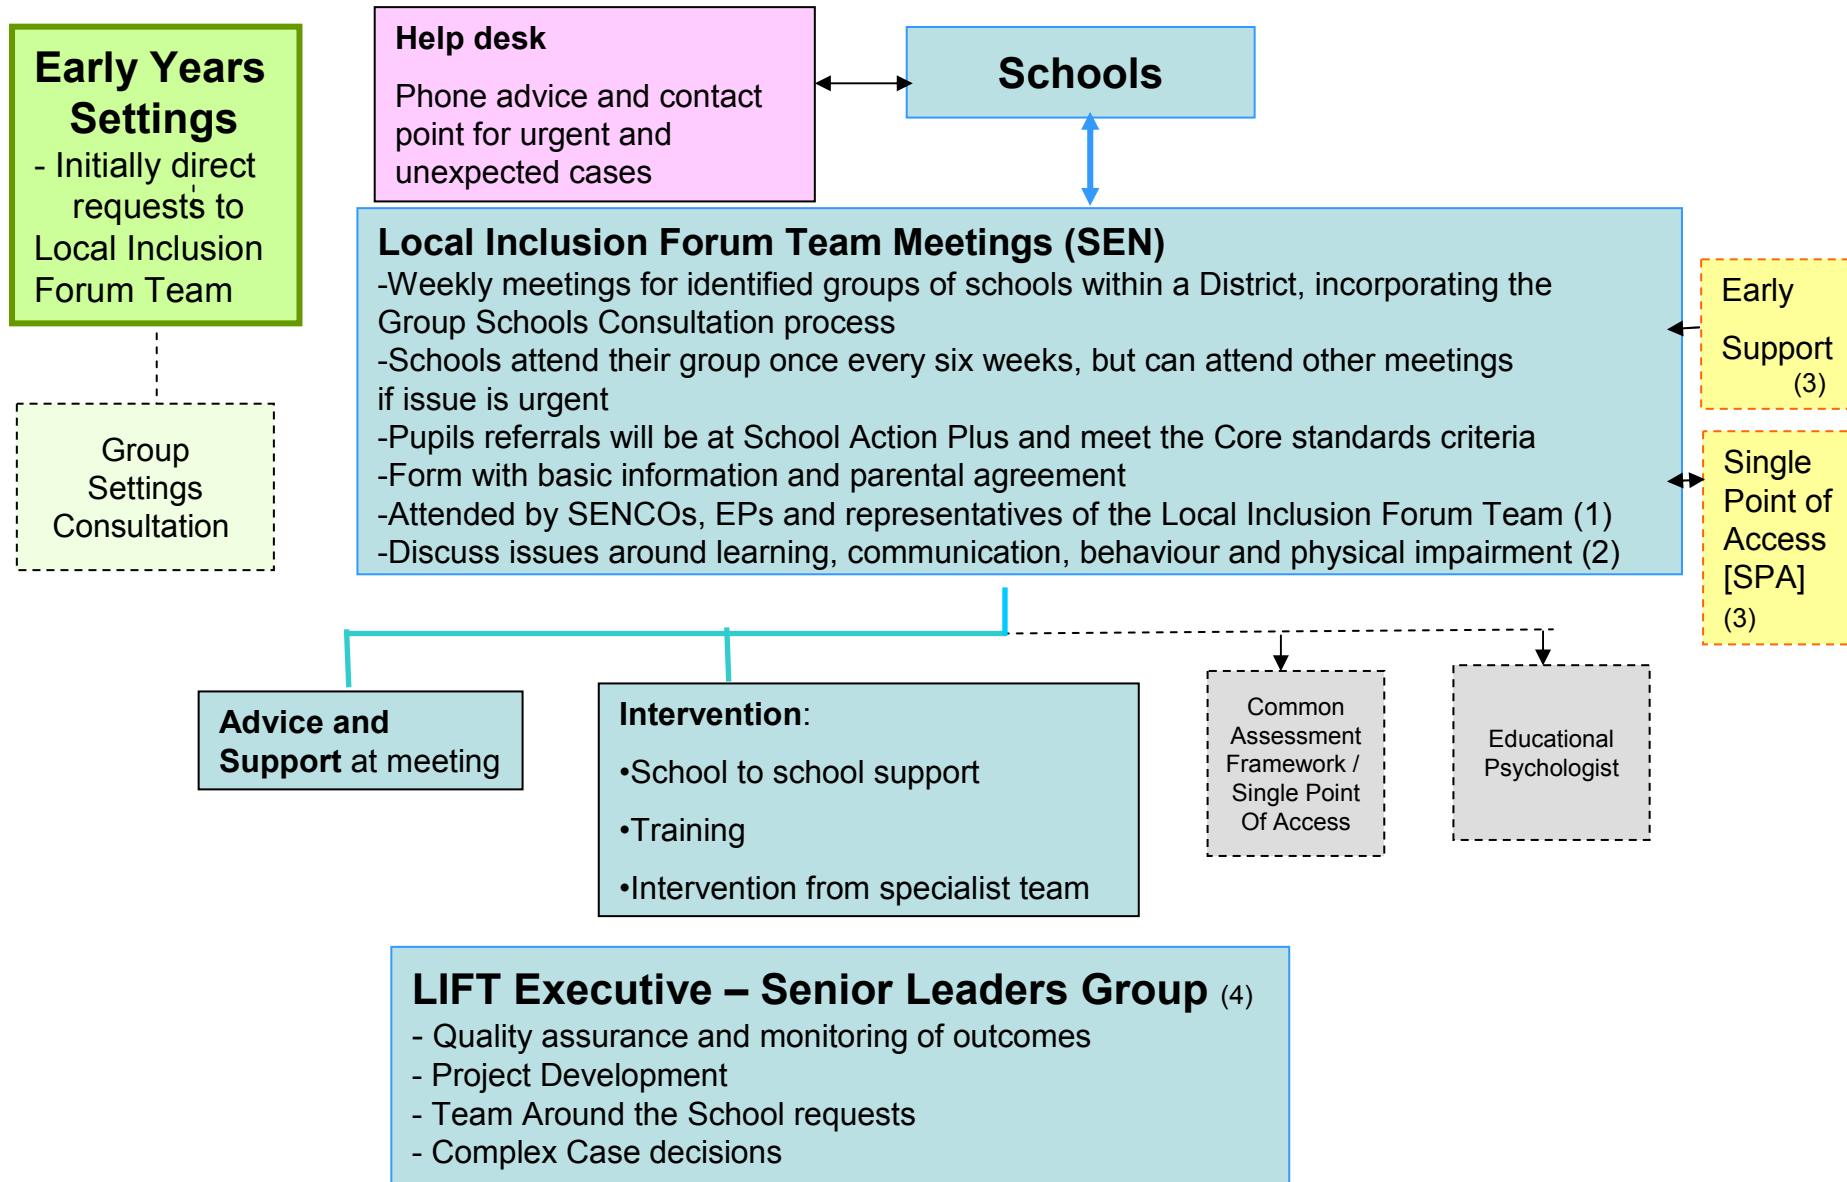 Early Years
Settings
- Initially direct
requests to
Local Inclusion
Forum Team
Group
Settings
Consultation
Help desk
Phone advice and contact
point for urgent and
unexpected cases
Schools
Local Inclusion Forum Team Meetings (SEN)
-Weekly meetings for identified groups of schools within a District, incorporating the
Group Schools Consultation process
-Schools attend their group once every six weeks, but can attend other meetings
if issue is urgent
-Pupils referrals will be at School Action Plus and meet the Core standards criteria
-Form with basic information and parental agreement
-Attended by SENCOs, EPs and representatives of the Local Inclusion Forum Team (1)
-Discuss issues around learning, communication, behaviour and physical impairment (2)
Early
Support
(3)
Single
Point of
Access
[SPA]
(3)
Advice and
Support at meeting
Intervention:
•School to school support
•Training
•Intervention from specialist team
Common
Assessment
Framework /
Single Point
Of Access
Educational
Psychologist
LIFT Executive – Senior Leaders Group (4)
- Quality assurance and monitoring of outcomes
- Project Development
- Team Around the School requests
- Complex Case decisions